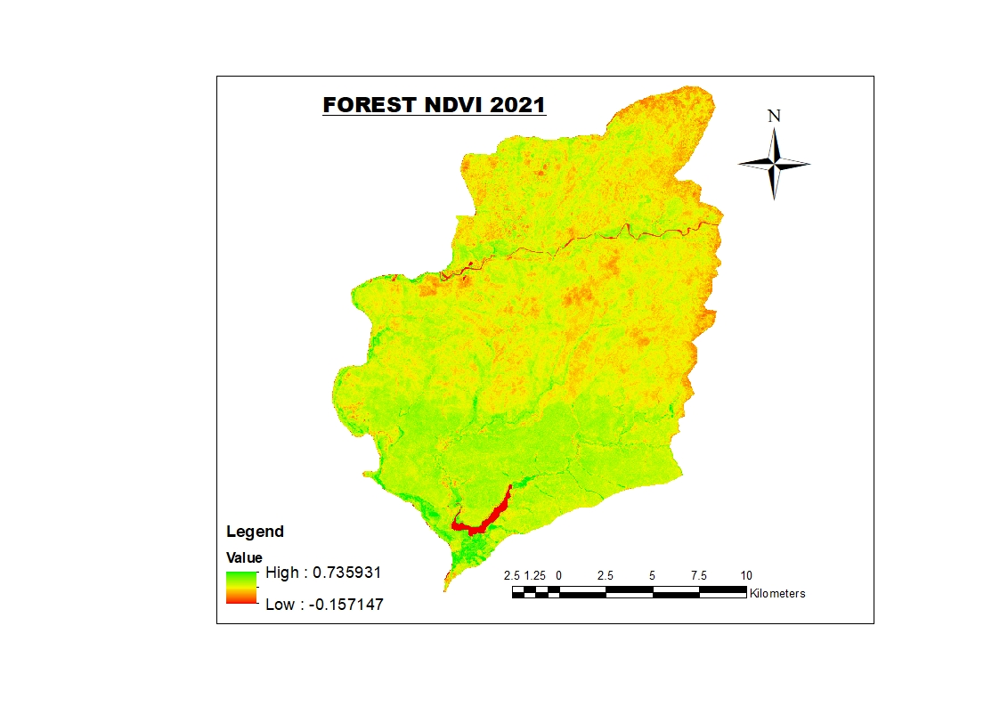 FOREST NDVI 2021
N
Legend
Value
High : 0.735931
Low : -0.157147
2.5 1.25 0 2.5 5 7.5 10
Kilometers